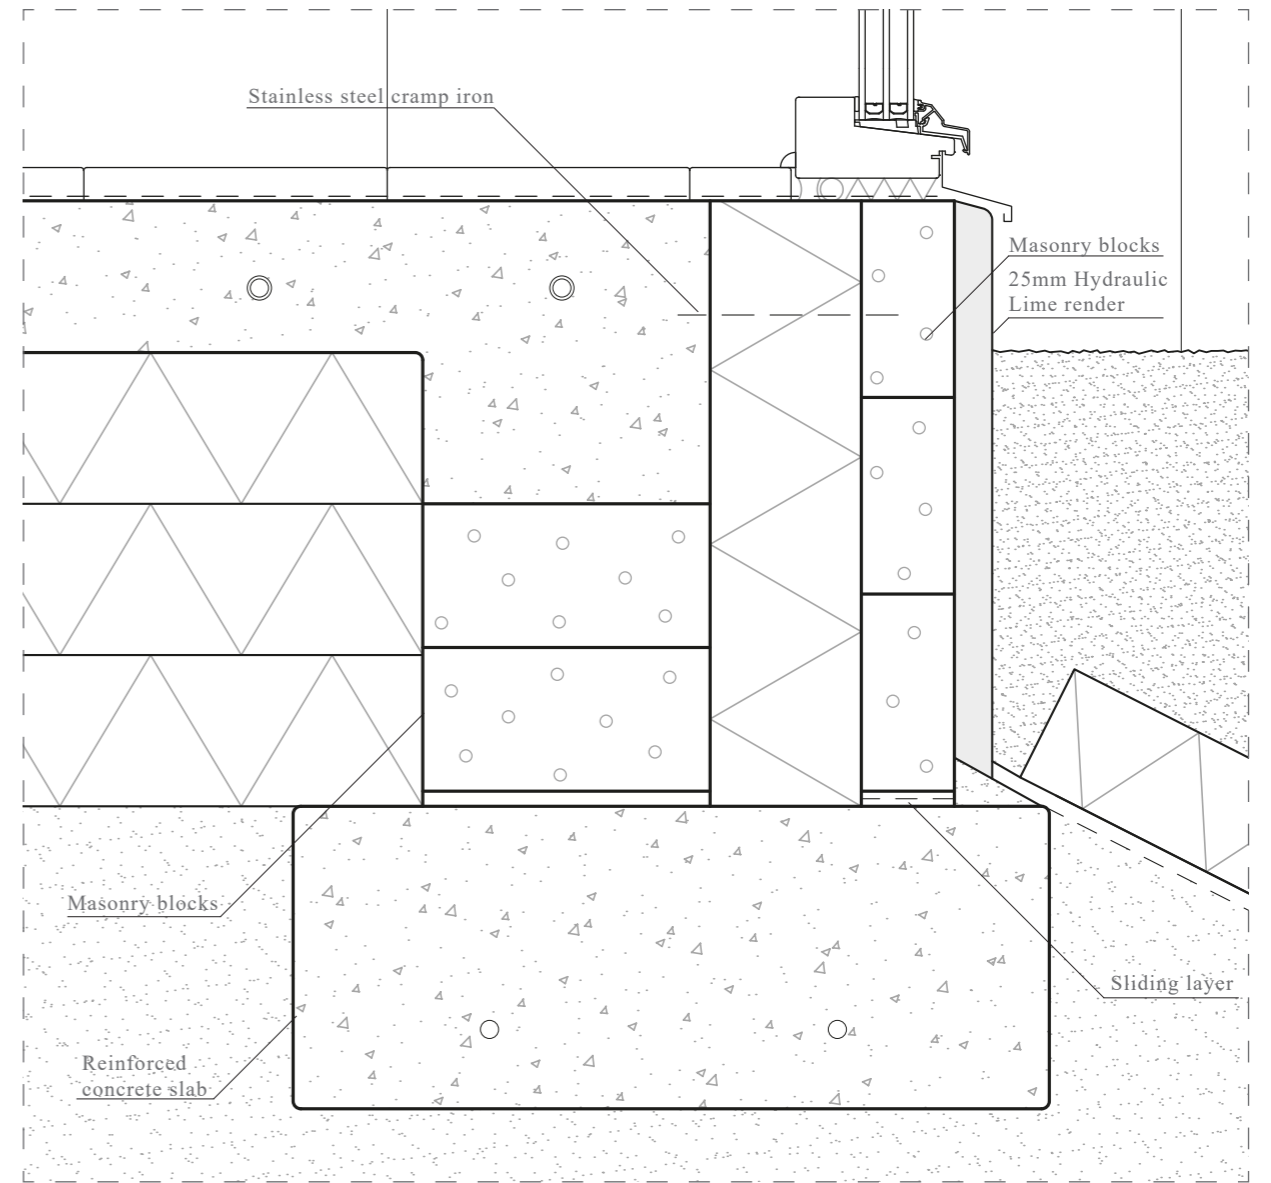 Stainless steel cramp iron
Masonry blocks
25mm Hydraulic
Lime render
Masonry blocks
Sliding layer
Reinforced
concrete slab